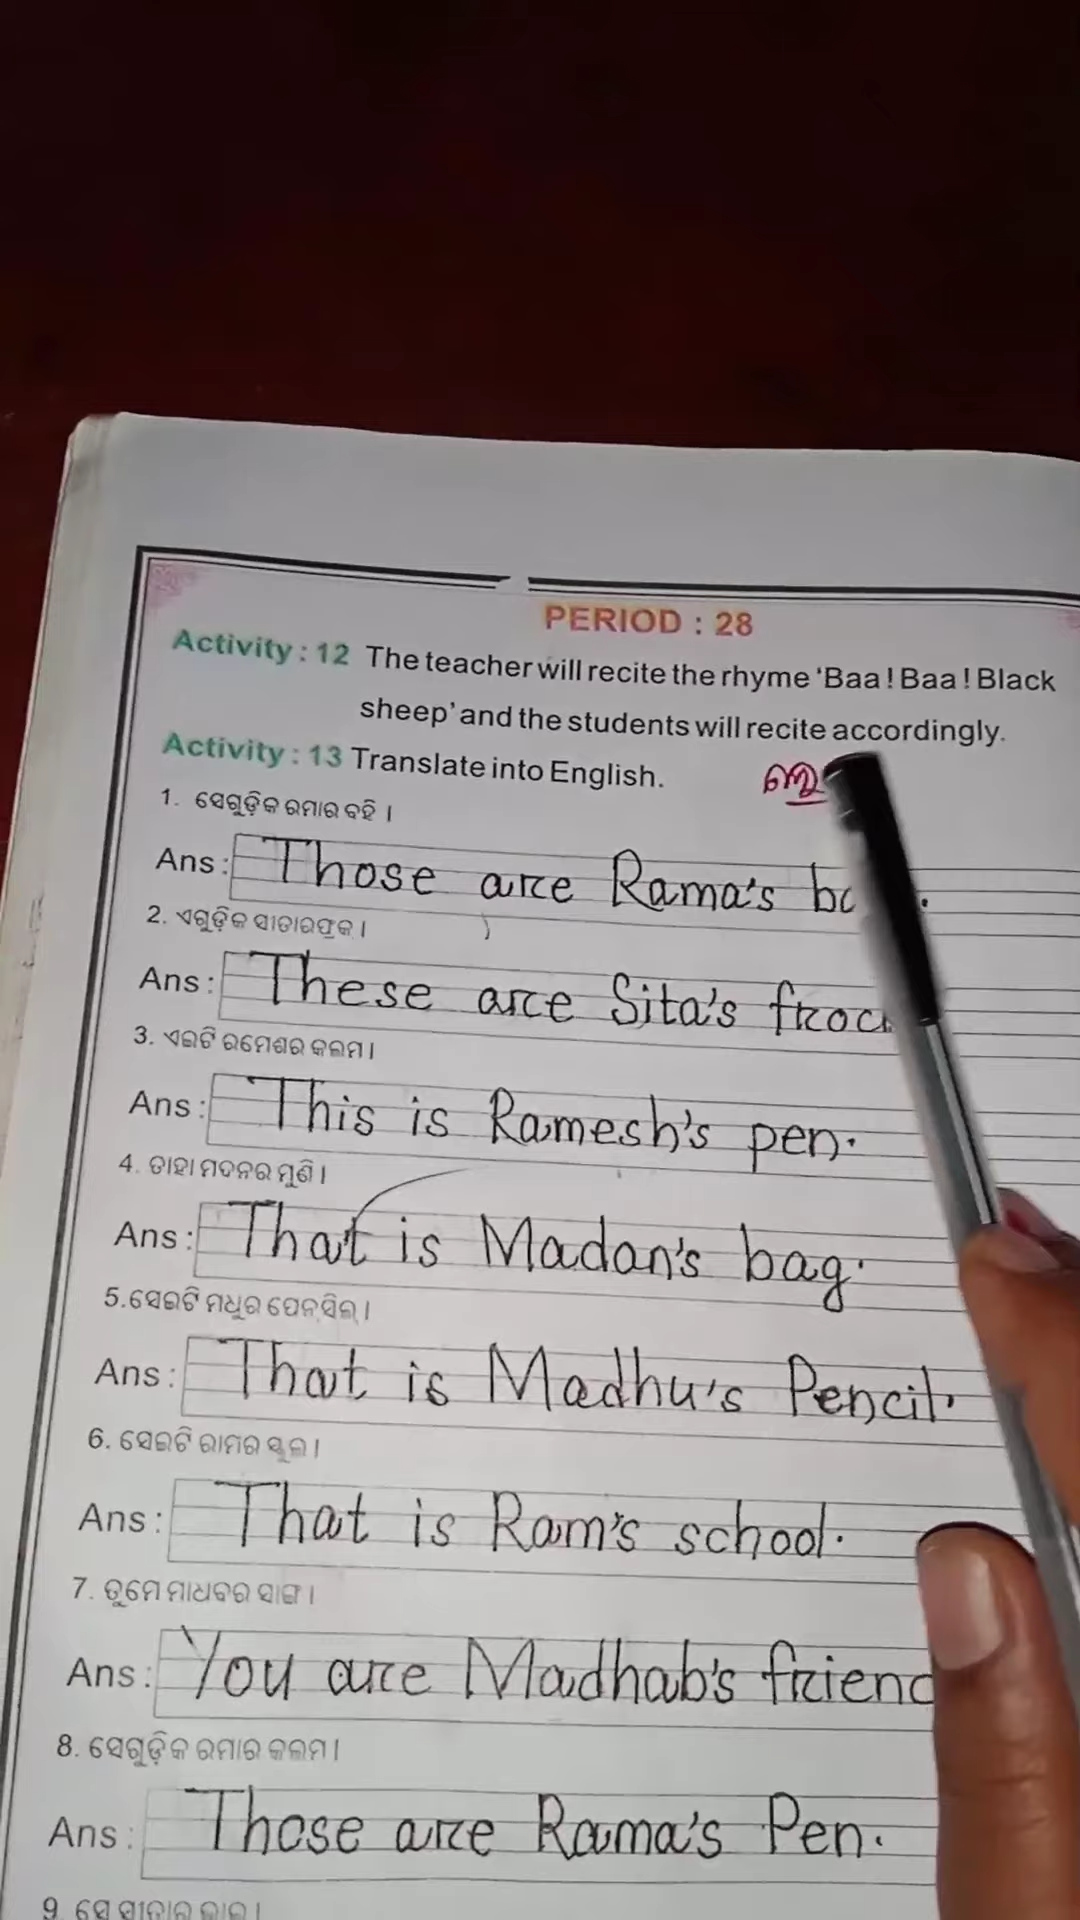 PERIOD : 28
Activity : 12 The teacher will recite the rhyme ‘Baa ! Baa ! Black
sheep’ and the students will recite accordingly.
Activity : 13 Translate into English.
1. ସେଗୁଡ଼ିକ ରମାର ବହି ।
Ans : Those are Rama's
2. ଏଗୁଡ଼ିକ ସୀତାରଫ୍ରକ୍ ।
Ans : These are Sita's
3. ଏଇଟି ରମେଶର କଲମ ।
Ans : This is Ramesh's pen.
4. ତାହା ମଦନର ମୁଣି ।
Ans : That is Madan's bag.
5.ସେଇଟି ମଧୁର ପେନ୍‌ସିଲ୍ ।
Ans : That is Madhu's Pencil.
6. ସେଇଟି ରାମର ସ୍କୁଲ ।
Ans : That is Ram's school.
7. ତୁମେ ମାଧବର ସାଙ୍ଗ ।
Ans : You are Madhab's friend
8. ସେଗୁଡ଼ିକ ରମାର କଲମ ।
Ans : Those are Rama's Pen.
9. ସେ ସୀତାର ଭାଇ ।